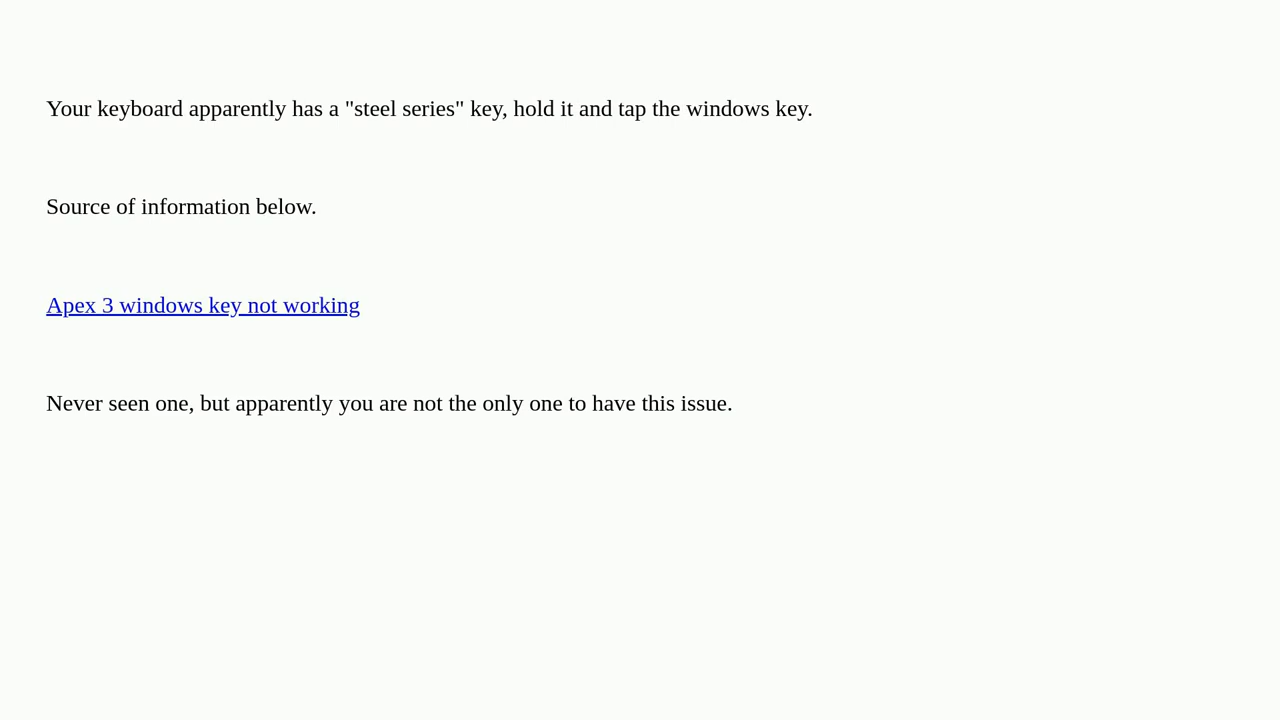 Your keyboard apparently has a "steel series" key, hold it and tap the windows key.
Source of information below.
Apex 3 windows key not working
Never seen one, but apparently you are not the only one to have this issue.